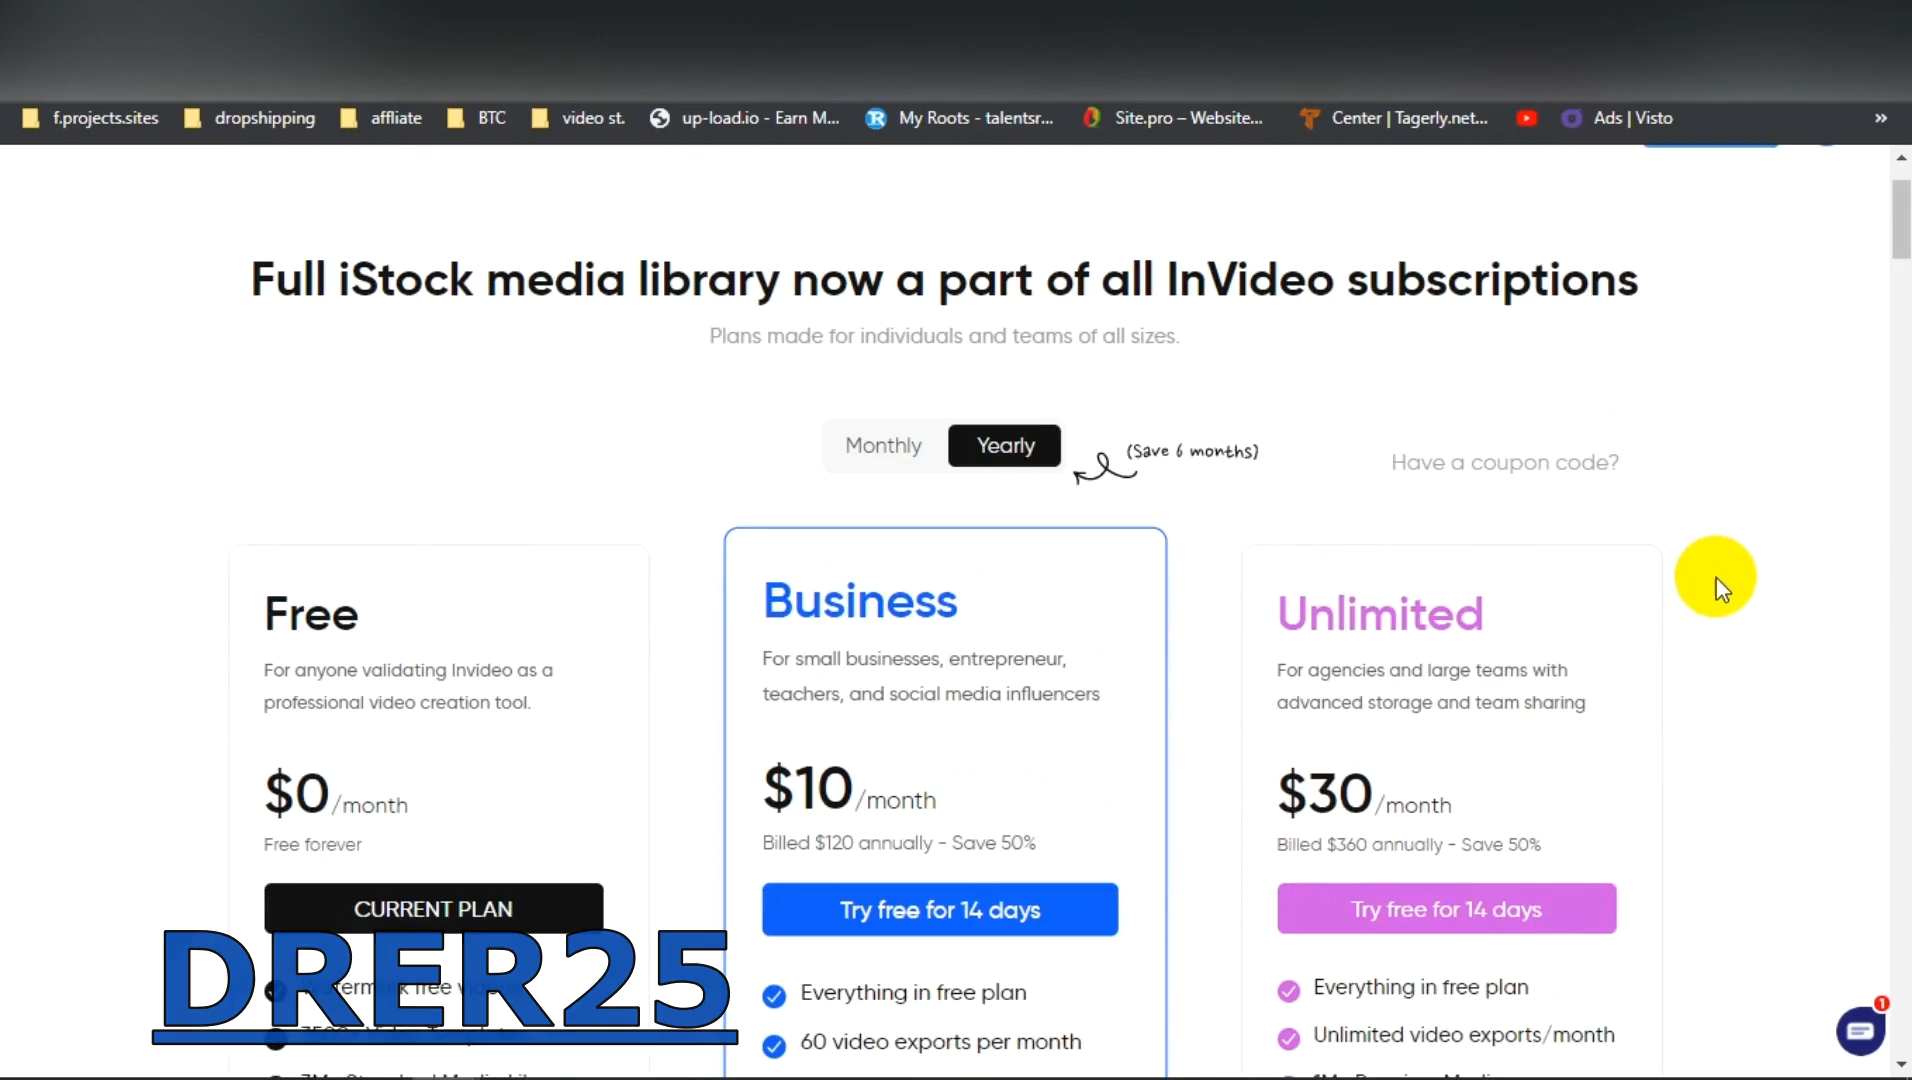 f.projects.sites dropshipping affliate BTC video st. up-load.io - Earn M... My Roots - talentsr... Site.pro – Website... Center | Tagerly.net... Ads | Visto »
Full iStock media library now a part of all InVideo subscriptions
Plans made for individuals and teams of all sizes.
Monthly Yearly (Save 6 months)
Have a coupon code?
Free
For anyone validating Invideo as a
professional video creation tool.
$0/month
Free forever
CURRENT PLAN
DRER25
Business
For small businesses, entrepreneur,
teachers, and social media influencers
$10/month
Billed $120 annually - Save 50%
Try free for 14 days
Everything in free plan
60 video exports per month
Unlimited
For agencies and large teams with
advanced storage and team sharing
$30/month
Billed $360 annually - Save 50%
Try free for 14 days
Everything in free plan
Unlimited video exports/month
1